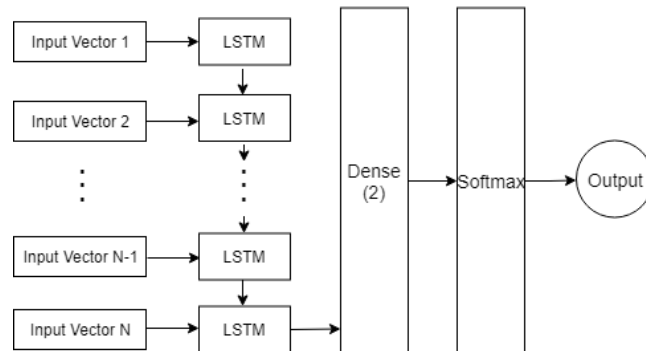 Input Vector 1
LSTM
Input Vector 2
LSTM
Input Vector N-1
LSTM
Input Vector N
LSTM
Dense
(2)
Softmax
Output